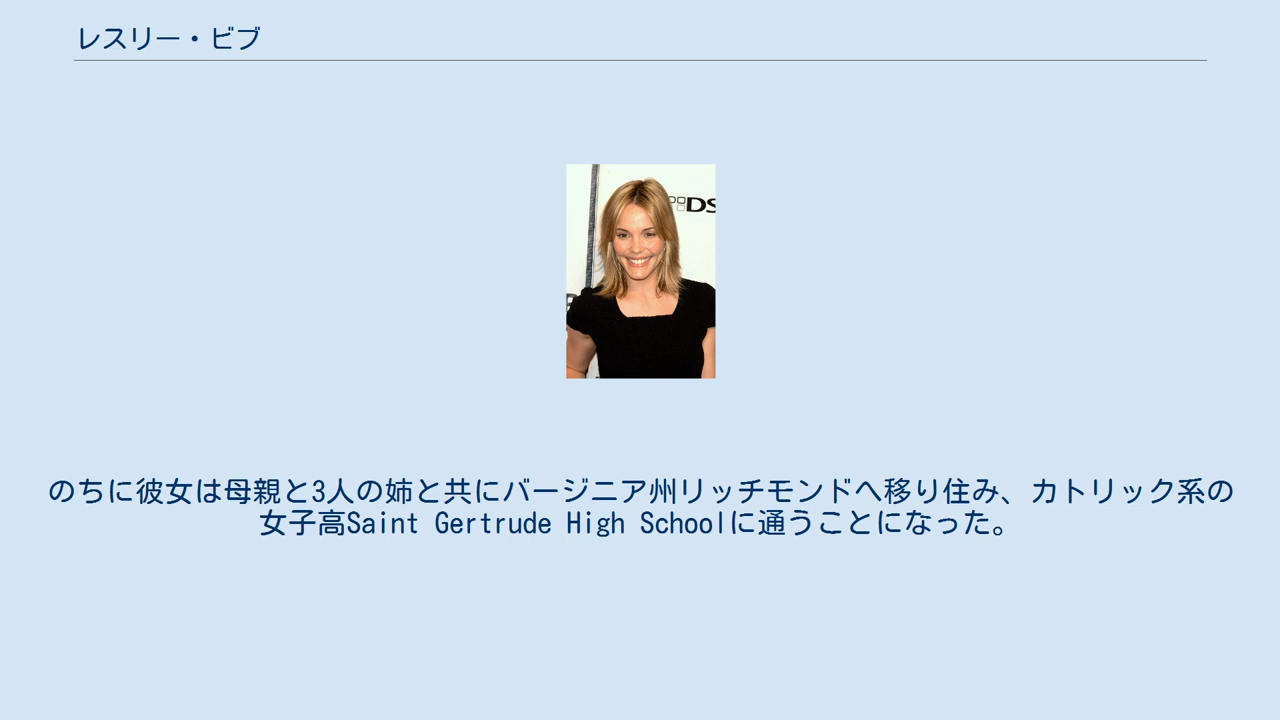 レスリー・ビブ
DS
のちに彼女は母親と3人の姉と共にバージニア州リッチモンドへ移り住み、カトリック系の
女子高Saint Gertrude High Schoolに通うことになった。